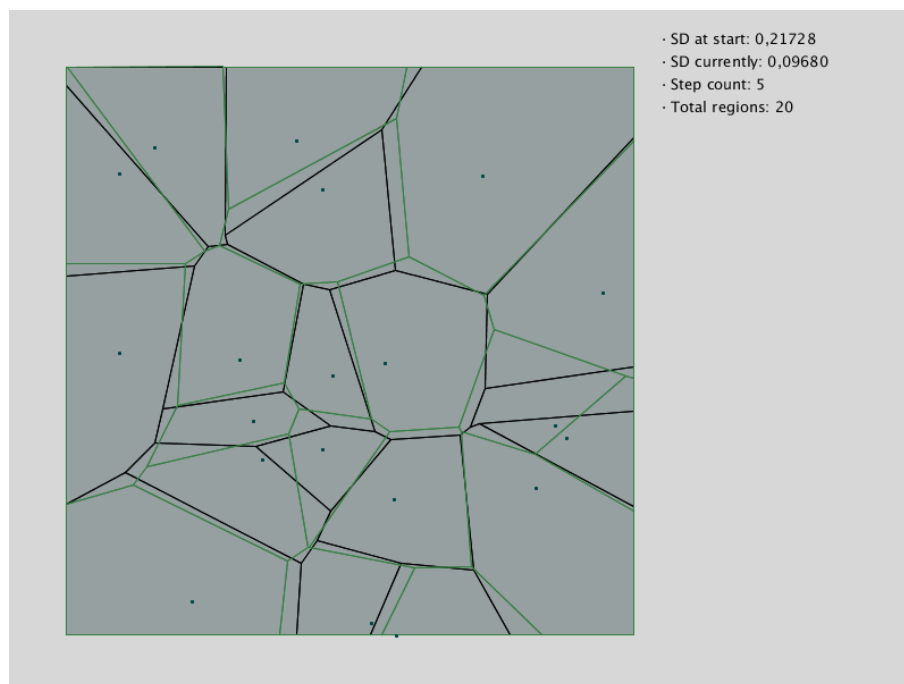 · SD at start: 0,21728
· SD currently: 0,09680
· Step count: 5
· Total regions: 20